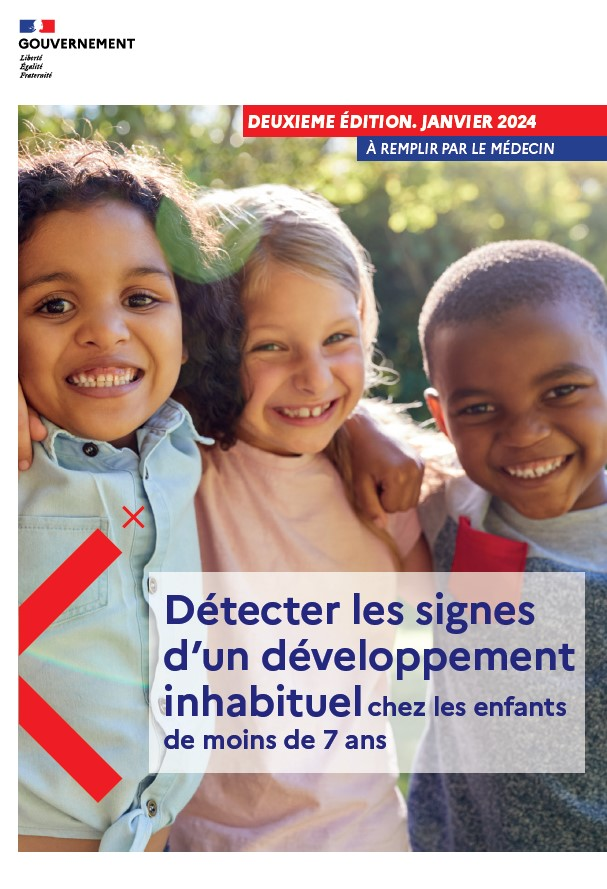 GOUVERNEMENT
Liberté
Égalité
Fraternité
DEUXIEME ÉDITION. JANVIER 2024
À REMPLIR PAR LE MÉDECIN
Détecter les signes
d’un développement
inhabituel chez les enfants
de moins de 7 ans